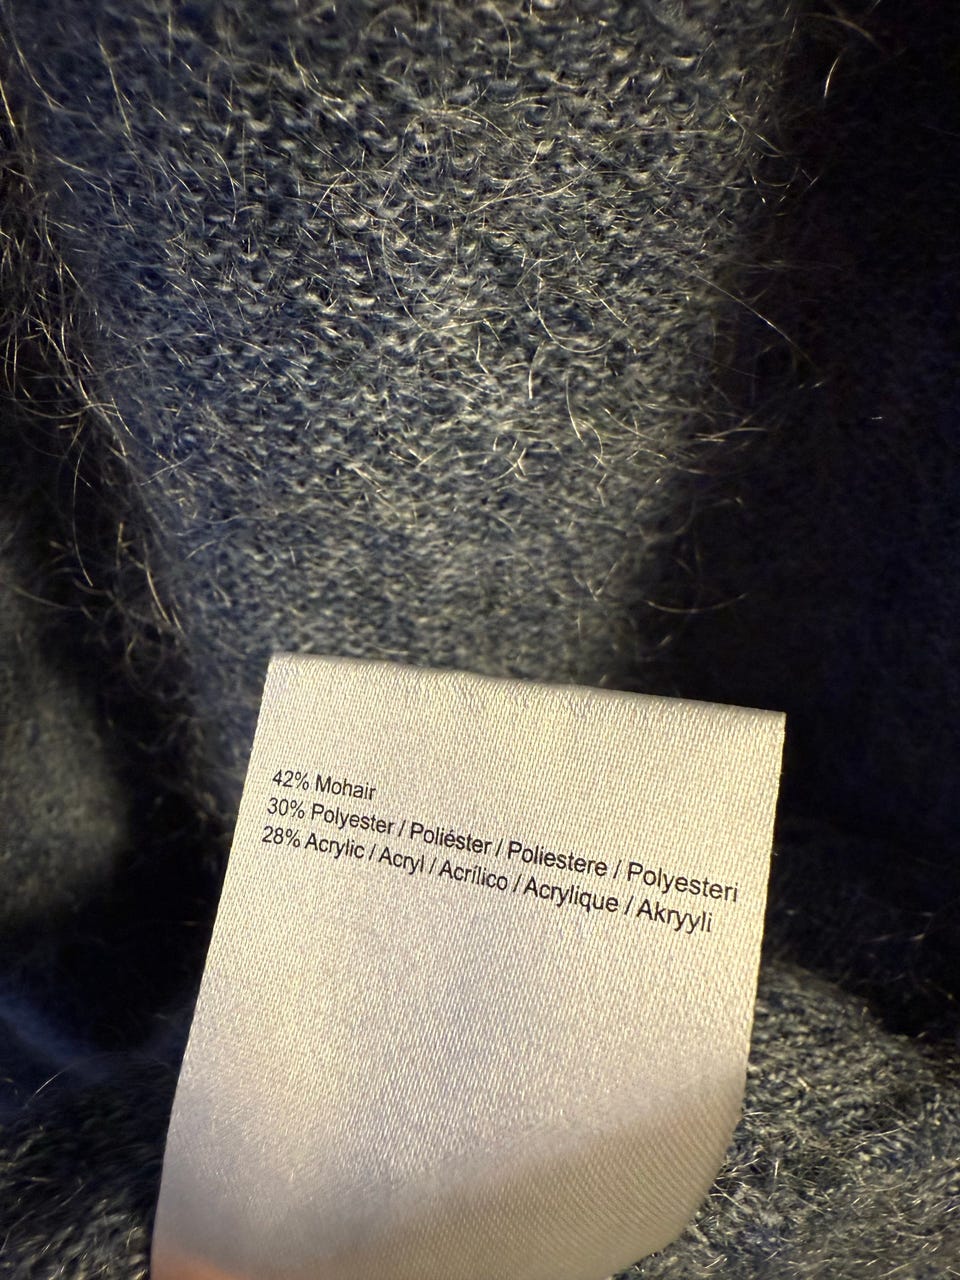 42% Mohair
30% Polyester / Poliéster / Poliestere / Polyesteri
28% Acrylic / Acryl / Acrílico / Acrylique / Akryyli